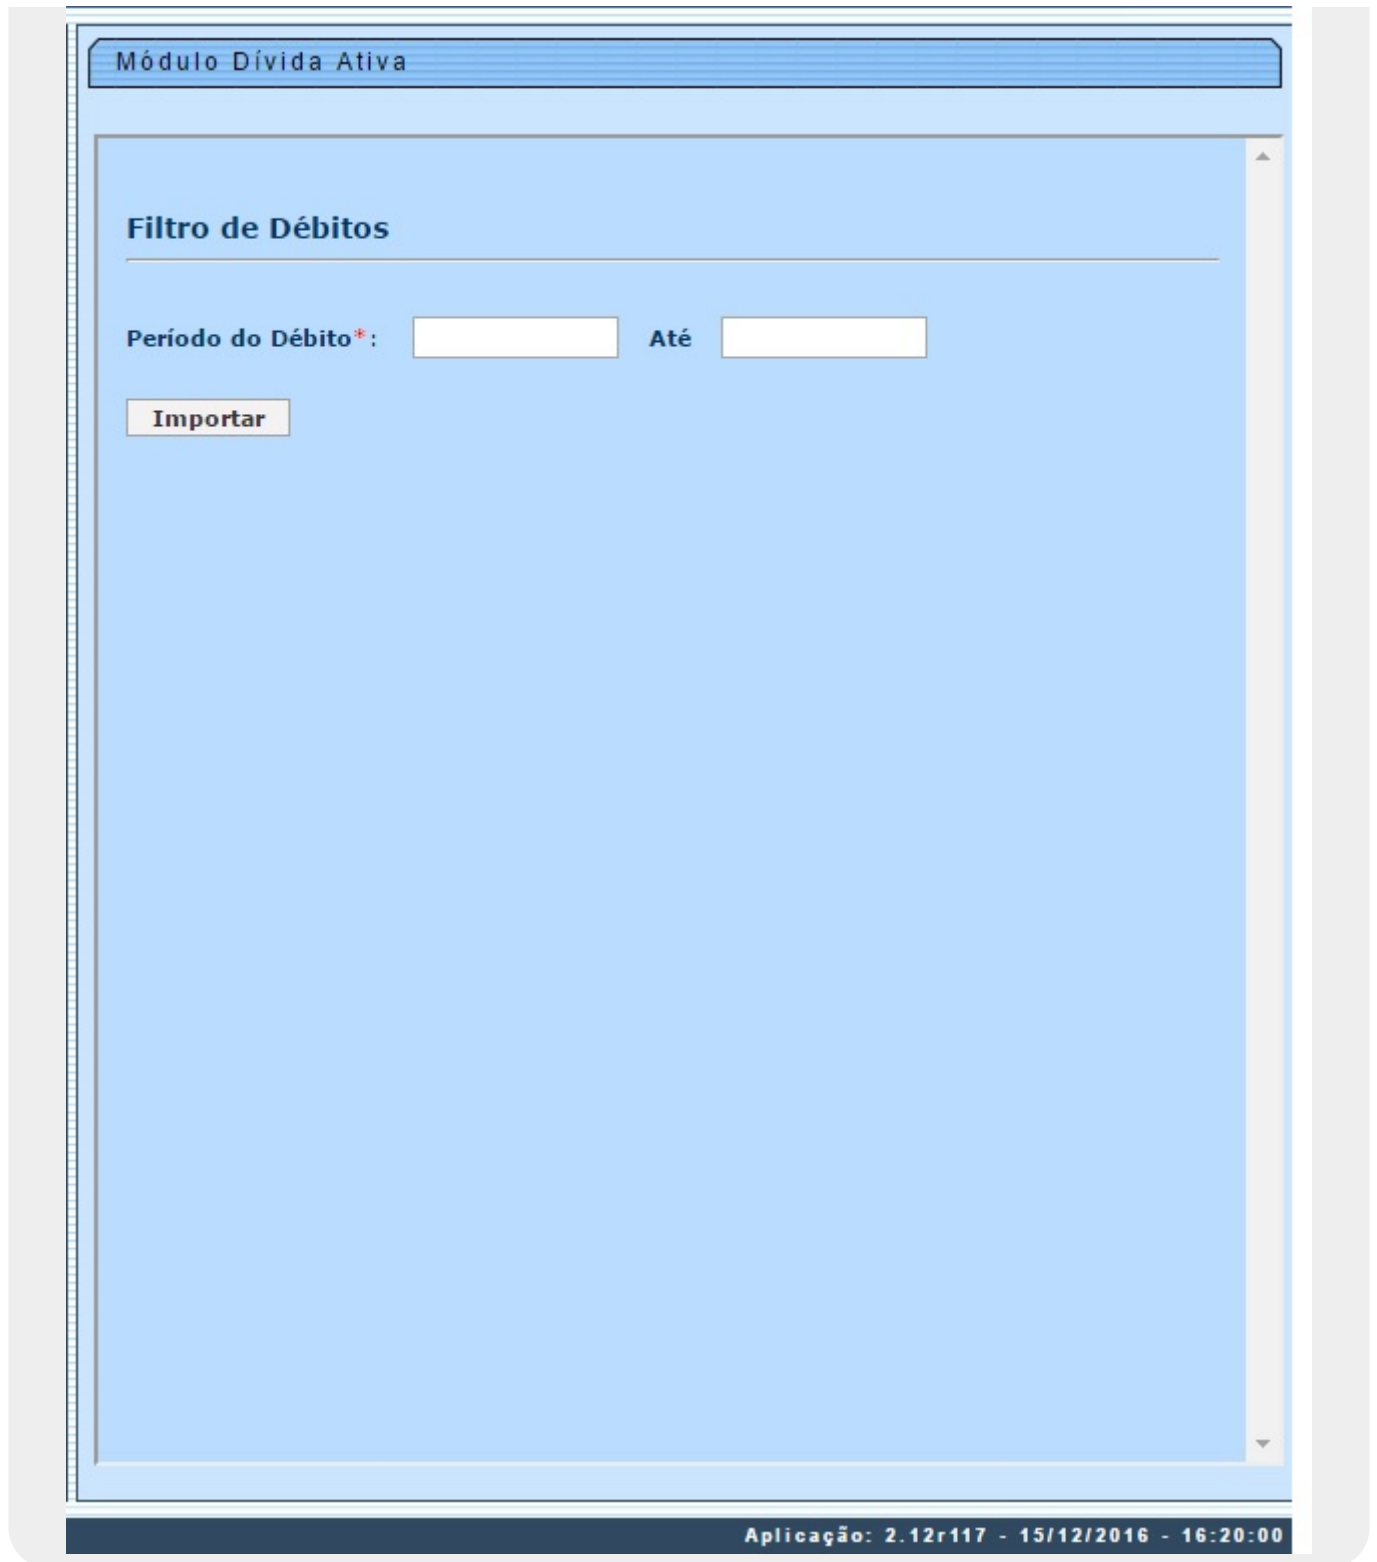 Módulo Dívida Ativa
Filtro de Débitos
Período do Débito*: Até
Importar
Aplicação: 2.12r117 - 15/12/2016 - 16:20:00